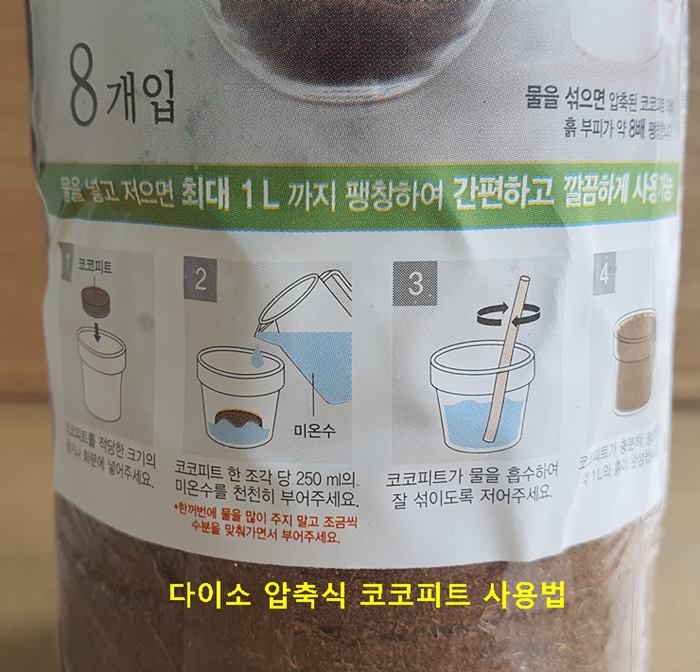 8개입
물을 섞으면 압축된 코코피트
흙 부피가 약 8배 팽창
물을 넣고 저으면 최대 1L 까지 팽창하여 간편하고 깔끔하게 사용가능
1 코코피트
코코피트를 적당한 크기의
용기나 화분에 넣어주세요.
2
미온수
코코피트 한 조각 당 250 ml의
미온수를 천천히 부어주세요.
*한꺼번에 물을 많이 주지 말고 조금씩
수분을 맞춰가면서 부어주세요.
3
코코피트가 물을 흡수하여
잘 섞이도록 저어주세요.
4
코코피트가 충분히
약 1L의 흙이 완성됩니다
다이소 압축식 코코피트 사용법